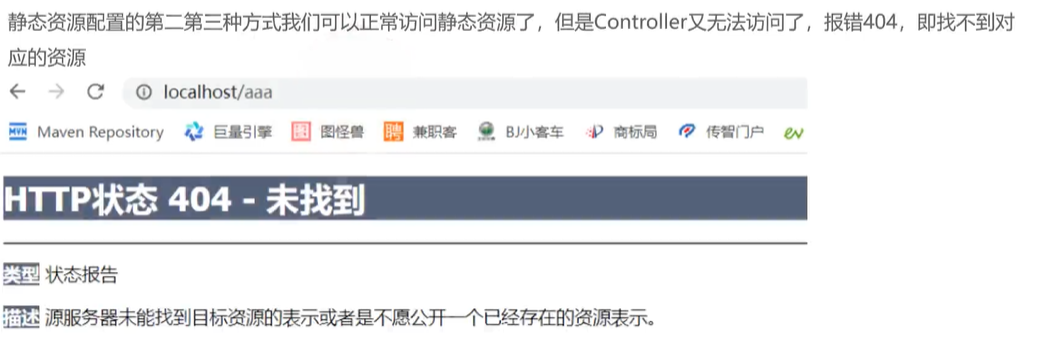 静态资源配置的第二第三种方式我们可以正常访问静态资源了，但是Controller又无法访问了，报错404，即找不到对
应的资源
localhost/aaa
Maven Repository 巨量引擎 图 图怪兽 聘 兼职客 BJ小客车 商标局 传智门户
HTTP状态 404 - 未找到
类型 状态报告
描述 源服务器未能找到目标资源的表示或者是不愿公开一个已经存在的资源表示。